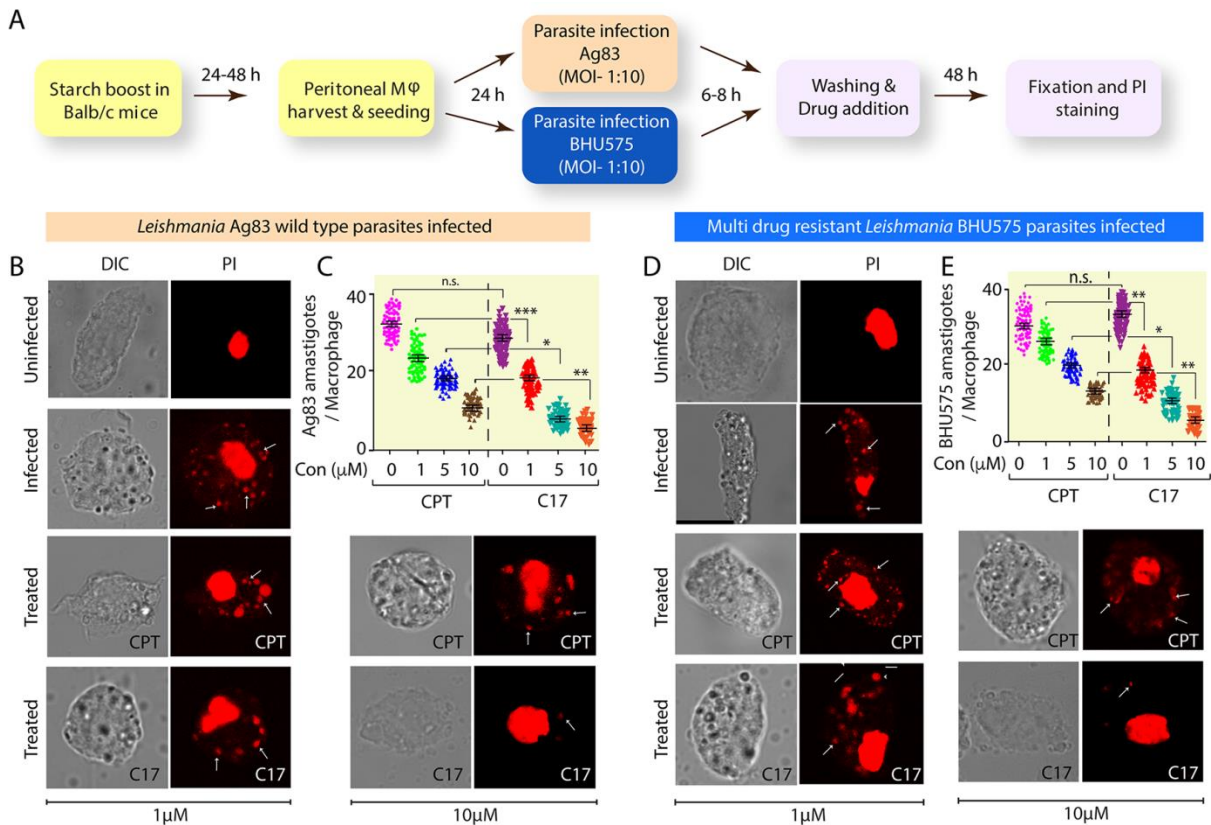 A
Starch boost in
Balb/c mice
24-48 h
Peritoneal Mφ
harvest & seeding
24 h
Parasite infection
Ag83
(MOI- 1:10)
Parasite infection
BHU575
(MOI- 1:10)
6-8 h
Washing &
Drug addition
48 h
Fixation and PI
staining
Leishmania Ag83 wild type parasites infected
Multi drug resistant Leishmania BHU575 parasites infected
B
DIC
PI
Uninfected
Infected
Treated
CPT
CPT
Treated
C17
C17
1μM
C
Ag83 amastigotes
/ Macrophage
40
20
0
n.s.
***
*
**
Con (μM)
0 1 5 10 0 1 5 10
CPT
C17
CPT
CPT
C17
C17
10μM
D
DIC
PI
Uninfected
Infected
Treated
CPT
CPT
Treated
C17
C17
1μM
E
BHU575 amastigotes
/ Macrophage
40
20
0
n.s.
**
*
**
Con (μM)
0 1 5 10 0 1 5 10
CPT
C17
CPT
CPT
C17
C17
10μM